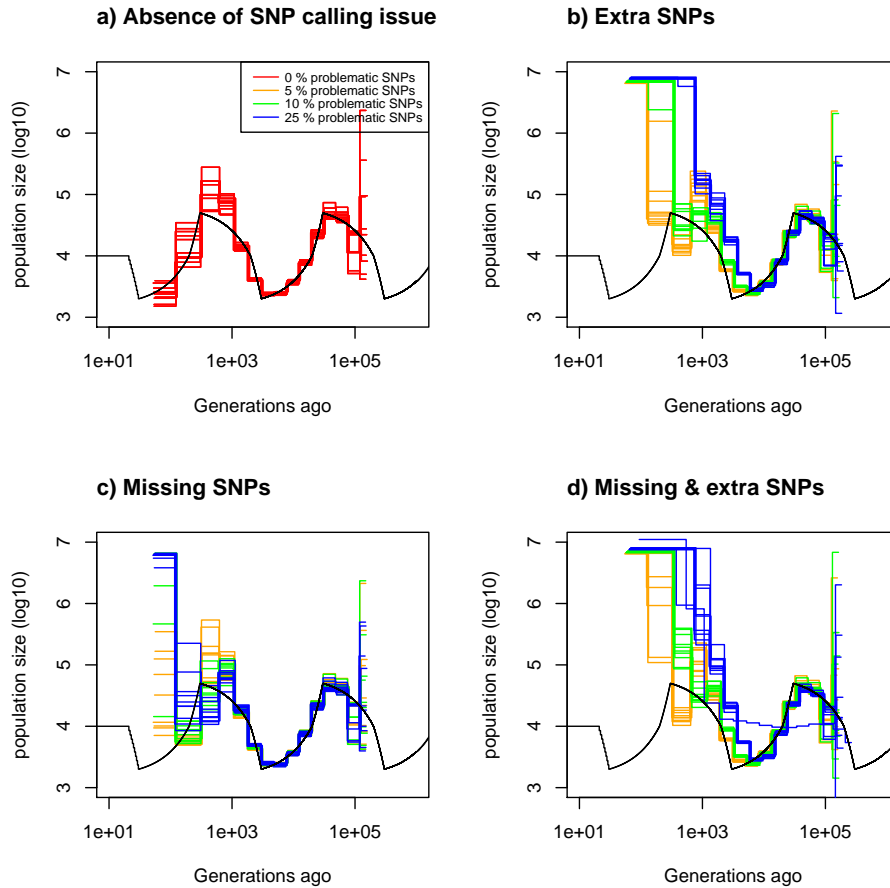 a) Absence of SNP calling issue
population size (log10)
7
6
5
4
3
0 % problematic SNPs
5 % problematic SNPs
10 % problematic SNPs
25 % problematic SNPs
1e+01 1e+03 1e+05
Generations ago
b) Extra SNPs
population size (log10)
7
6
5
4
3
1e+01 1e+03 1e+05
Generations ago
c) Missing SNPs
population size (log10)
7
6
5
4
3
1e+01 1e+03 1e+05
Generations ago
d) Missing & extra SNPs
population size (log10)
7
6
5
4
3
1e+01 1e+03 1e+05
Generations ago